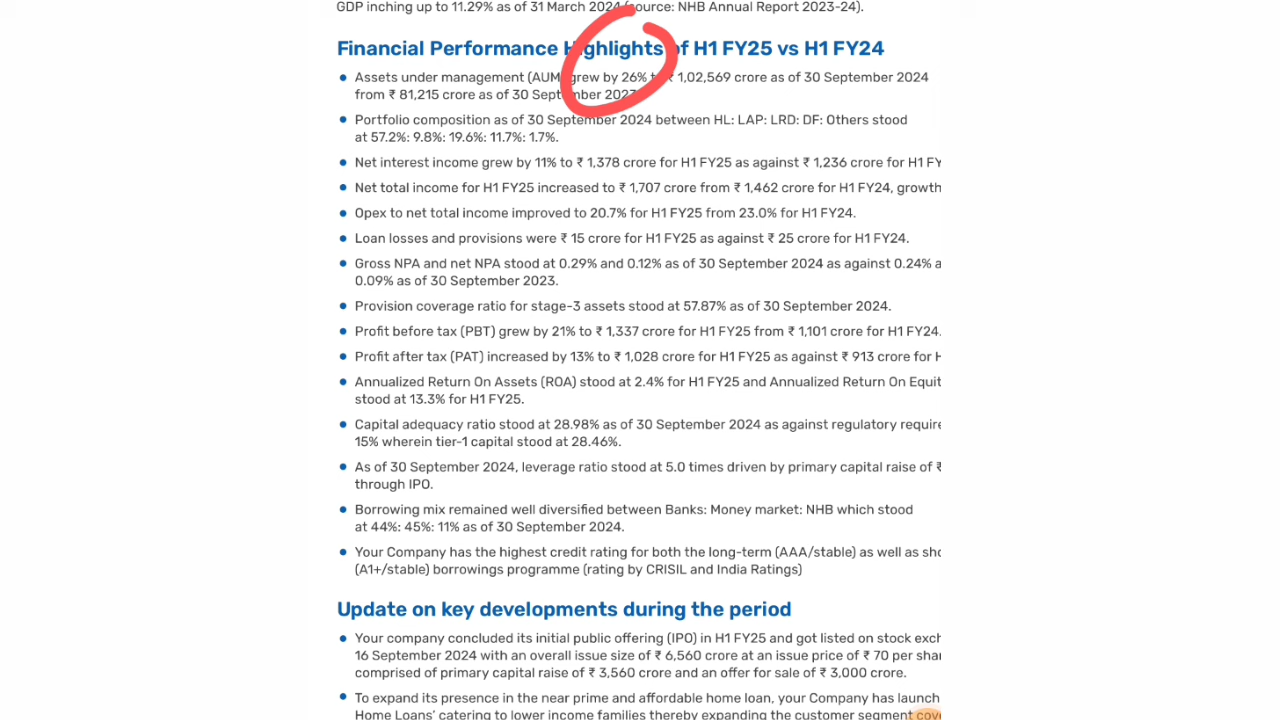 GDP inching up to 11.29% as of 31 March 2024 (source: NHB Annual Report 2023-24).
Financial Performance Highlights of H1 FY25 vs H1 FY24
Assets under management (AUM) grew by 26% to ₹ 1,02,569 crore as of 30 September 2024
from ₹ 81,215 crore as of 30 September 2023.
Portfolio composition as of 30 September 2024 between HL: LAP: LRD: DF: Others stood
at 57.2%: 9.8%: 19.6%: 11.7%: 1.7%.
Net interest income grew by 11% to ₹ 1,378 crore for H1 FY25 as against ₹ 1,236 crore for H1 FY
Net total income for H1 FY25 increased to ₹ 1,707 crore from ₹ 1,462 crore for H1 FY24, growth
Opex to net total income improved to 20.7% for H1 FY25 from 23.0% for H1 FY24.
Loan losses and provisions were ₹ 15 crore for H1 FY25 as against ₹ 25 crore for H1 FY24.
Gross NPA and net NPA stood at 0.29% and 0.12% as of 30 September 2024 as against 0.24% a
0.09% as of 30 September 2023.
Provision coverage ratio for stage-3 assets stood at 57.87% as of 30 September 2024.
Profit before tax (PBT) grew by 21% to ₹ 1,337 crore for H1 FY25 from ₹ 1,101 crore for H1 FY24.
Profit after tax (PAT) increased by 13% to ₹ 1,028 crore for H1 FY25 as against ₹ 913 crore for H
Annualized Return On Assets (ROA) stood at 2.4% for H1 FY25 and Annualized Return On Equit
stood at 13.3% for H1 FY25.
Capital adequacy ratio stood at 28.98% as of 30 September 2024 as against regulatory require
15% wherein tier-1 capital stood at 28.46%.
As of 30 September 2024, leverage ratio stood at 5.0 times driven by primary capital raise of ₹
through IPO.
Borrowing mix remained well diversified between Banks: Money market: NHB which stood
at 44%: 45%: 11% as of 30 September 2024.
Your Company has the highest credit rating for both the long-term (AAA/stable) as well as sho
(A1+/stable) borrowings programme (rating by CRISIL and India Ratings)
Update on key developments during the period
Your company concluded its initial public offering (IPO) in H1 FY25 and got listed on stock exch
16 September 2024 with an overall issue size of ₹ 6,560 crore at an issue price of ₹ 70 per shar
comprised of primary capital raise of ₹ 3,560 crore and an offer for sale of ₹ 3,000 crore.
To expand its presence in the near prime and affordable home loan, your Company has launch
Home Loans' catering to lower income families thereby expanding the customer segment cove